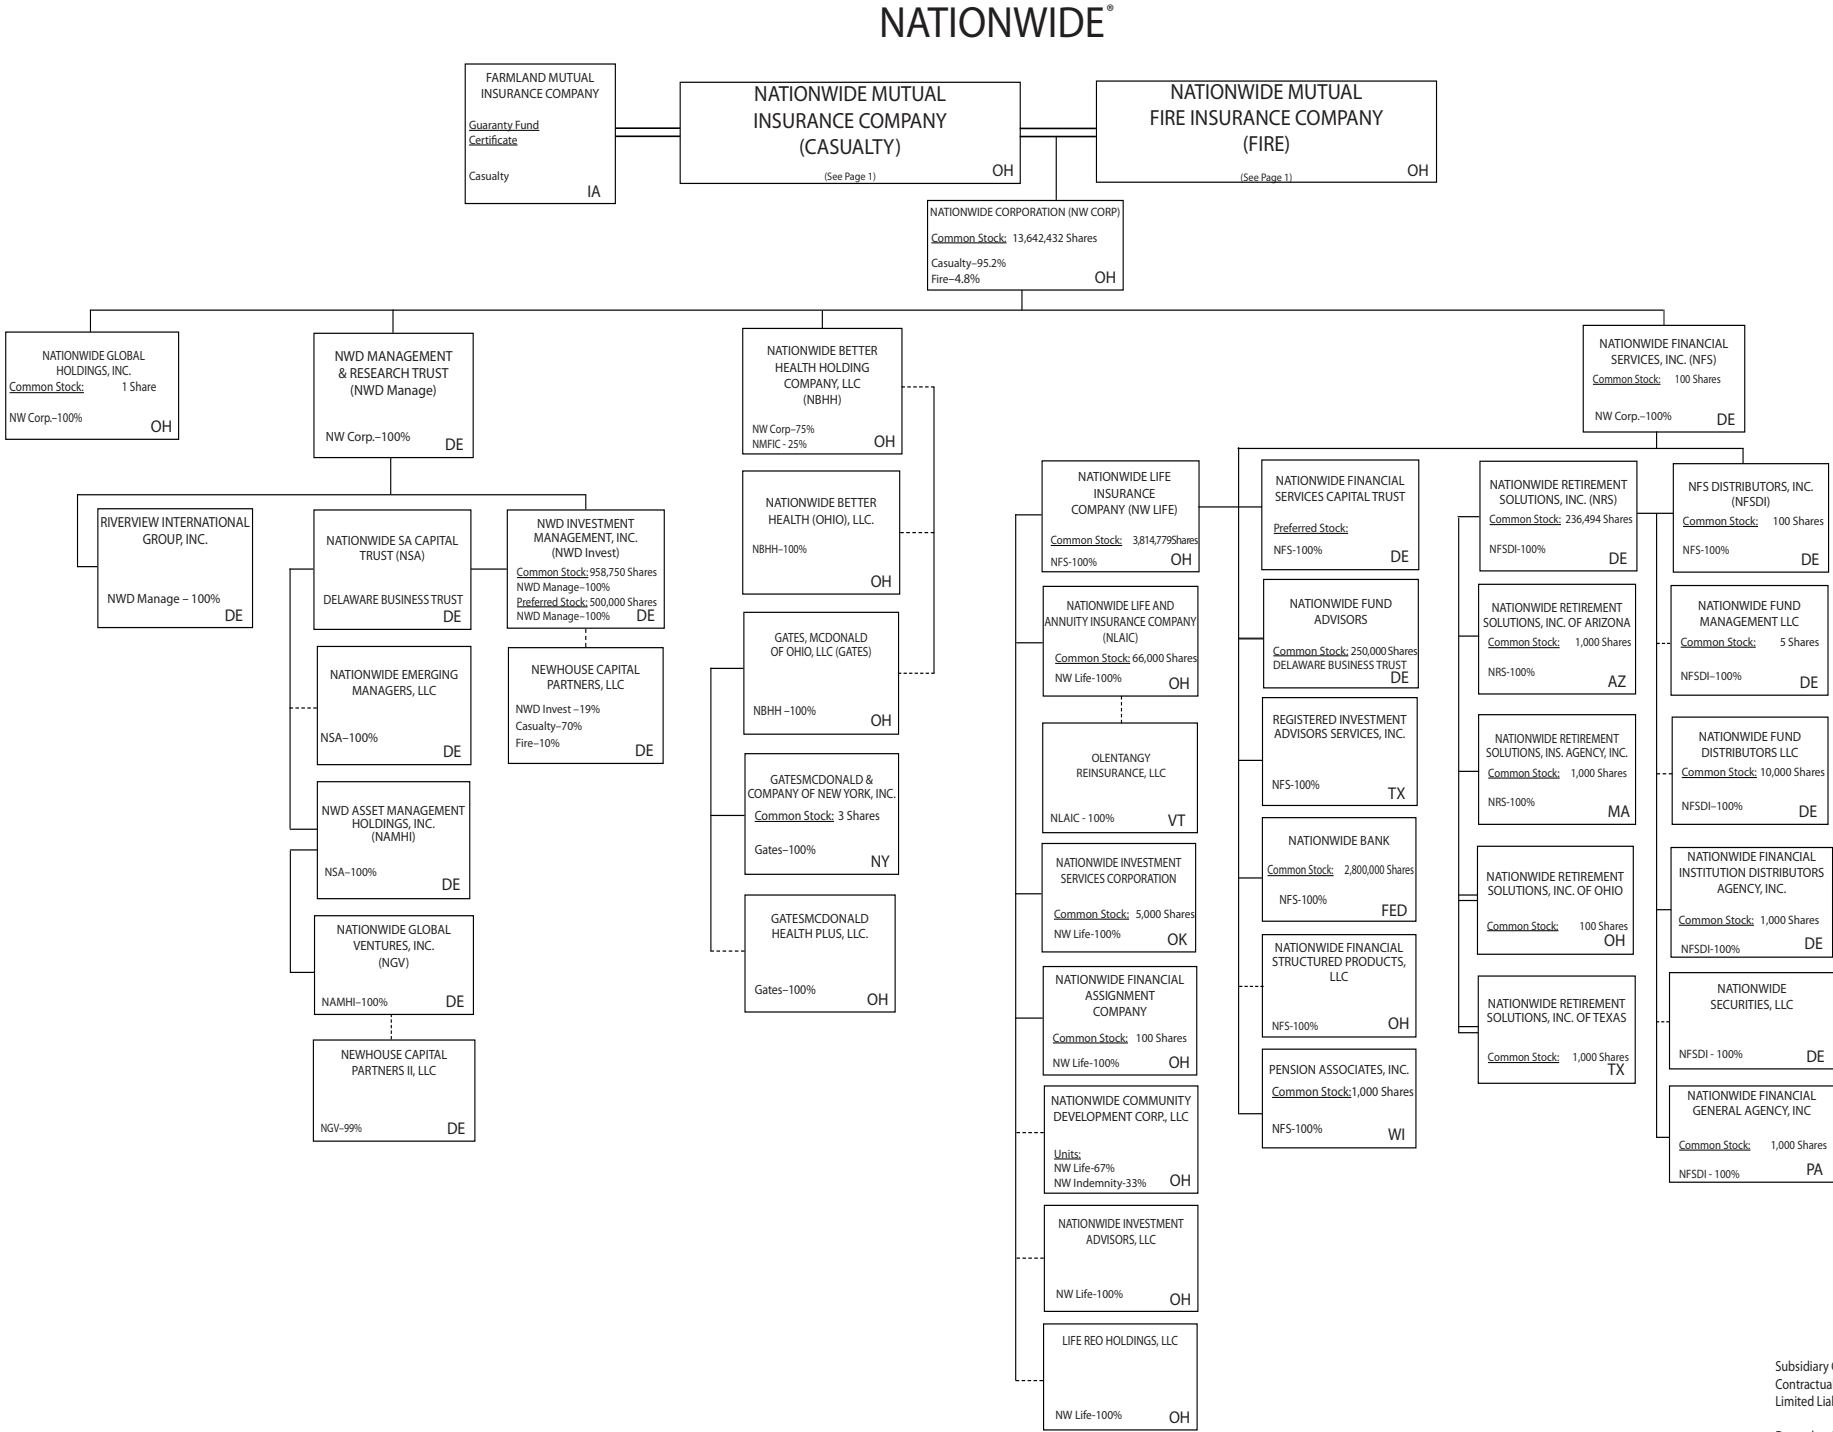 NATIONWIDE®
FARMLAND MUTUAL
INSURANCE COMPANY
Guaranty Fund
Certificate
Casualty
IA
NATIONWIDE MUTUAL
INSURANCE COMPANY
(CASUALTY)
(See Page 1)
OH
NATIONWIDE MUTUAL
FIRE INSURANCE COMPANY
(FIRE)
(See Page 1)
OH
NATIONWIDE CORPORATION (NW CORP)
Common Stock: 13,642,432 Shares
Casualty–95.2%
Fire–4.8%
OH
NATIONWIDE GLOBAL
HOLDINGS, INC.
Common Stock: 1 Share
NW Corp.–100%
OH
NWD MANAGEMENT
& RESEARCH TRUST
(NWD Manage)
NW Corp.–100%
DE
NATIONWIDE BETTER
HEALTH HOLDING
COMPANY, LLC
(NBHH)
NW Corp–75%
NMFIC - 25%
OH
NATIONWIDE FINANCIAL
SERVICES, INC. (NFS)
Common Stock: 100 Shares
NW Corp.–100%
DE
RIVERVIEW INTERNATIONAL
GROUP, INC.
NWD Manage – 100%
DE
NATIONWIDE SA CAPITAL
TRUST (NSA)
DELAWARE BUSINESS TRUST
DE
NWD INVESTMENT
MANAGEMENT, INC.
(NWD Invest)
Common Stock: 958,750 Shares
NWD Manage–100%
Preferred Stock: 500,000 Shares
NWD Manage–100%
DE
NATIONWIDE EMERGING
MANAGERS, LLC
NSA–100%
DE
NEWHOUSE CAPITAL
PARTNERS, LLC
NWD Invest –19%
Casualty–70%
Fire–10%
DE
NWD ASSET MANAGEMENT
HOLDINGS, INC.
(NAMHI)
NSA–100%
DE
NATIONWIDE GLOBAL
VENTURES, INC.
(NGV)
NAMHI–100%
DE
NEWHOUSE CAPITAL
PARTNERS II, LLC
NGV–99%
DE
NATIONWIDE BETTER
HEALTH (OHIO), LLC.
NBHH–100%
OH
GATES, MCDONALD
OF OHIO, LLC (GATES)
NBHH –100%
OH
GATESMCDONALD &
COMPANY OF NEW YORK, INC.
Common Stock: 3 Shares
Gates–100%
NY
GATESMCDONALD
HEALTH PLUS, LLC.
Gates–100%
OH
NATIONWIDE LIFE
INSURANCE
COMPANY (NW LIFE)
Common Stock: 3,814,779Shares
NFS-100%
OH
NATIONWIDE LIFE AND
ANNUITY INSURANCE COMPANY
(NLAIC)
Common Stock: 66,000 Shares
NW Life-100%
OH
OLENTANGY
REINSURANCE, LLC
NLAIC - 100%
VT
NATIONWIDE INVESTMENT
SERVICES CORPORATION
Common Stock: 5,000 Shares
NW Life-100%
OK
NATIONWIDE FINANCIAL
ASSIGNMENT
COMPANY
Common Stock: 100 Shares
NW Life-100%
OH
NATIONWIDE COMMUNITY
DEVELOPMENT CORP., LLC
Units:
NW Life-67%
NW Indemnity-33%
OH
NATIONWIDE INVESTMENT
ADVISORS, LLC
NW Life-100%
OH
LIFE REO HOLDINGS, LLC
NW Life-100%
OH
NATIONWIDE FINANCIAL
SERVICES CAPITAL TRUST
Preferred Stock:
NFS-100%
DE
NATIONWIDE FUND
ADVISORS
Common Stock: 250,000 Shares
DELAWARE BUSINESS TRUST
DE
REGISTERED INVESTMENT
ADVISORS SERVICES, INC.
NFS-100%
TX
NATIONWIDE BANK
Common Stock: 2,800,000 Shares
NFS-100%
FED
NATIONWIDE FINANCIAL
STRUCTURED PRODUCTS,
LLC
NFS-100%
OH
PENSION ASSOCIATES, INC.
Common Stock:1,000 Shares
NFS-100%
WI
NATIONWIDE RETIREMENT
SOLUTIONS, INC. (NRS)
Common Stock: 236,494 Shares
NFSDI-100%
DE
NATIONWIDE RETIREMENT
SOLUTIONS, INC. OF ARIZONA
Common Stock: 1,000 Shares
NRS-100%
AZ
NATIONWIDE RETIREMENT
SOLUTIONS, INS. AGENCY, INC.
Common Stock: 1,000 Shares
NRS-100%
MA
NATIONWIDE RETIREMENT
SOLUTIONS, INC. OF OHIO
Common Stock: 100 Shares
OH
NATIONWIDE RETIREMENT
SOLUTIONS, INC. OF TEXAS
Common Stock: 1,000 Shares
TX
NFS DISTRIBUTORS, INC.
(NFSDI)
Common Stock: 100 Shares
NFS-100%
DE
NATIONWIDE FUND
MANAGEMENT LLC
Common Stock: 5 Shares
NFSDI–100%
DE
NATIONWIDE FUND
DISTRIBUTORS LLC
Common Stock: 10,000 Shares
NFSDI–100%
DE
NATIONWIDE FINANCIAL
INSTITUTION DISTRIBUTORS
AGENCY, INC.
Common Stock: 1,000 Shares
NFSDI-100%
DE
NATIONWIDE
SECURITIES, LLC
NFSDI - 100%
DE
NATIONWIDE FINANCIAL
GENERAL AGENCY, INC
Common Stock: 1,000 Shares
NFSDI - 100%
PA
Subsidiary
Contractua
Limited Lia